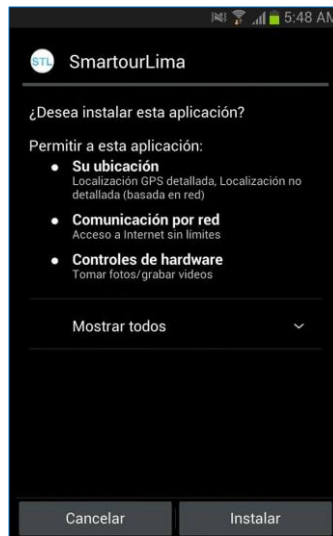 5:48 AM
STL SmartourLima
¿Desea instalar esta aplicación?
Permitir a esta aplicación:
● Su ubicación
Localización GPS detallada, Localización no
detallada (basada en red)
● Comunicación por red
Acceso a Internet sin límites
● Controles de hardware
Tomar fotos/grabar videos
Mostrar todos
Cancelar Instalar